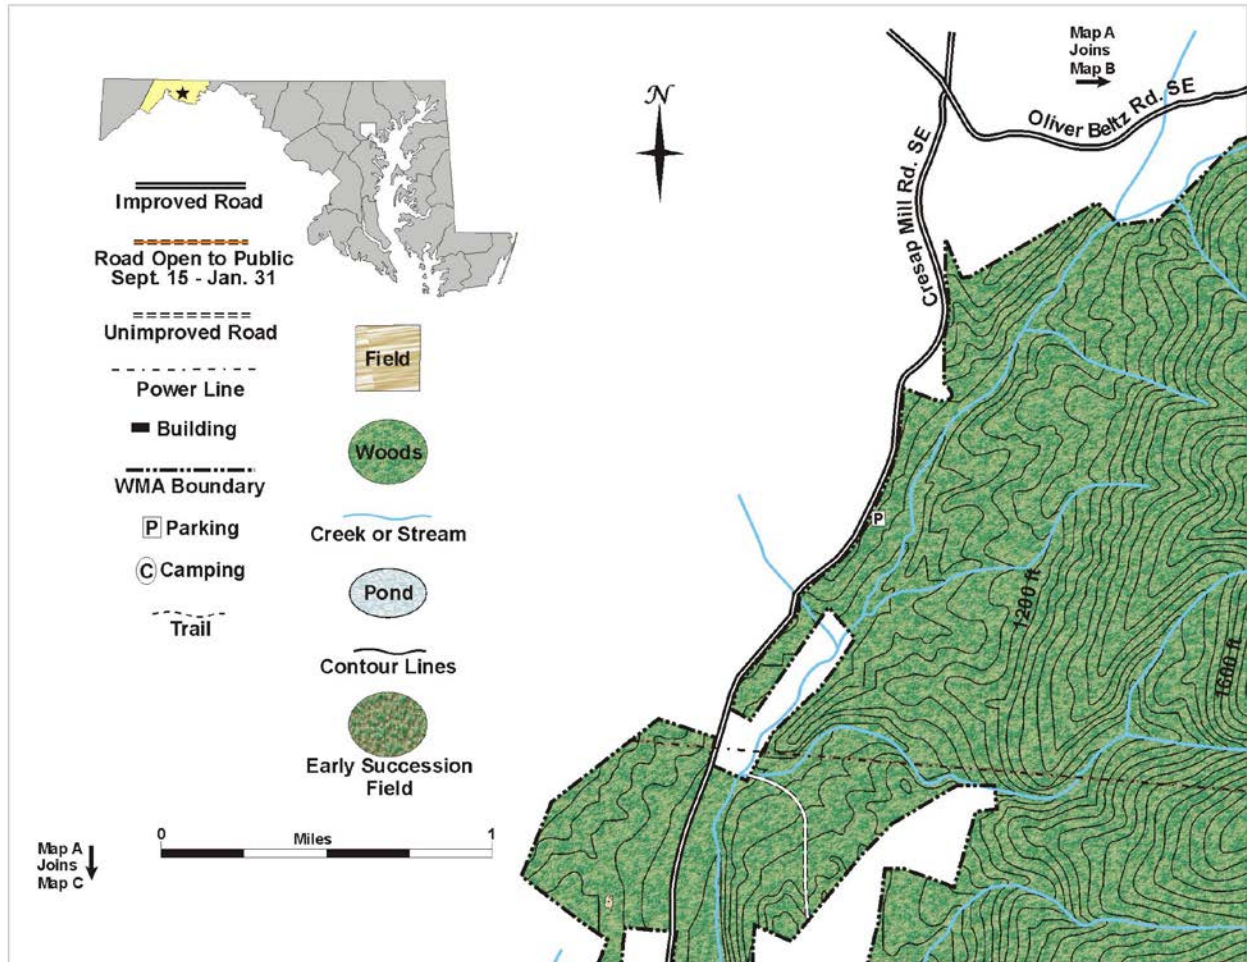 Map A
Joins
Map B
N
Oliver Beltz Rd. SE
Cresap Mill Rd. SE
Improved Road
Road Open to Public
Sept. 15 - Jan. 31
Unimproved Road
Power Line
Building
WMA Boundary
P Parking
C Camping
Trail
Field
Woods
Creek or Stream
Pond
Contour Lines
Early Succession
Field
P
1200 ft
1600 ft
0 Miles 1
Map A
Joins
Map C